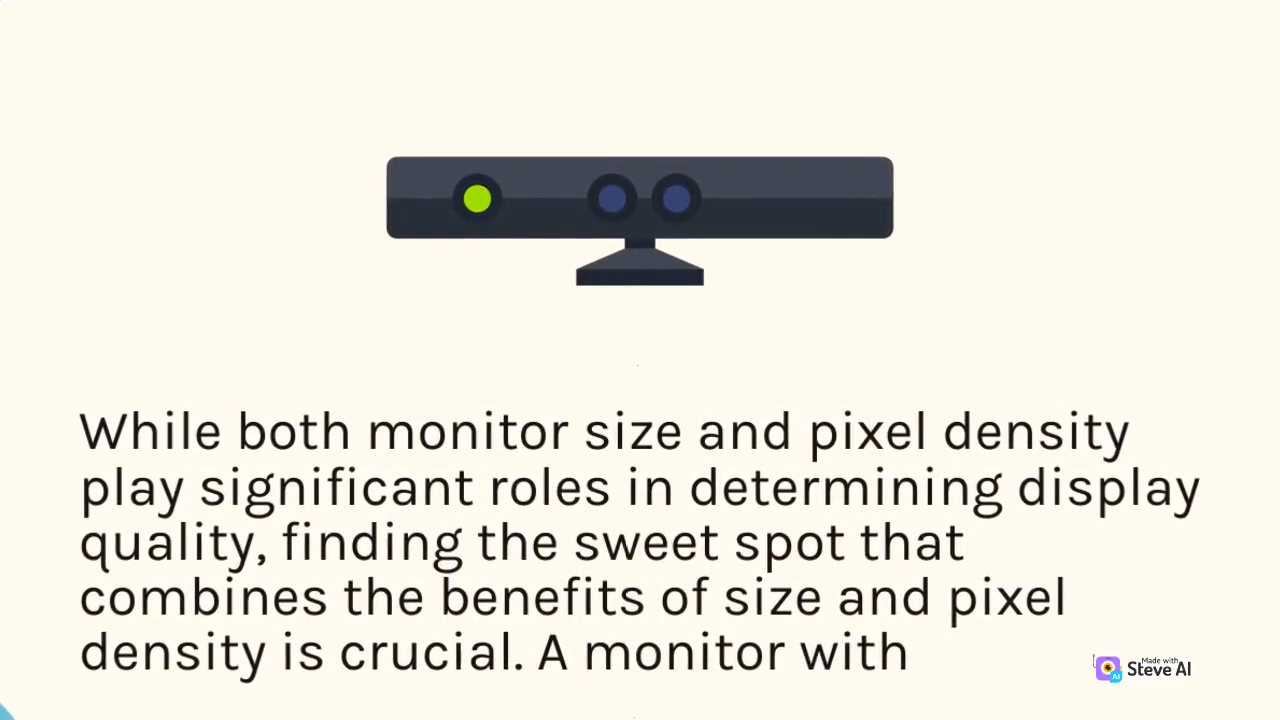 While both monitor size and pixel density
play significant roles in determining display
quality, finding the sweet spot that
combines the benefits of size and pixel
density is crucial. A monitor with
Made with
Steve AI
AI